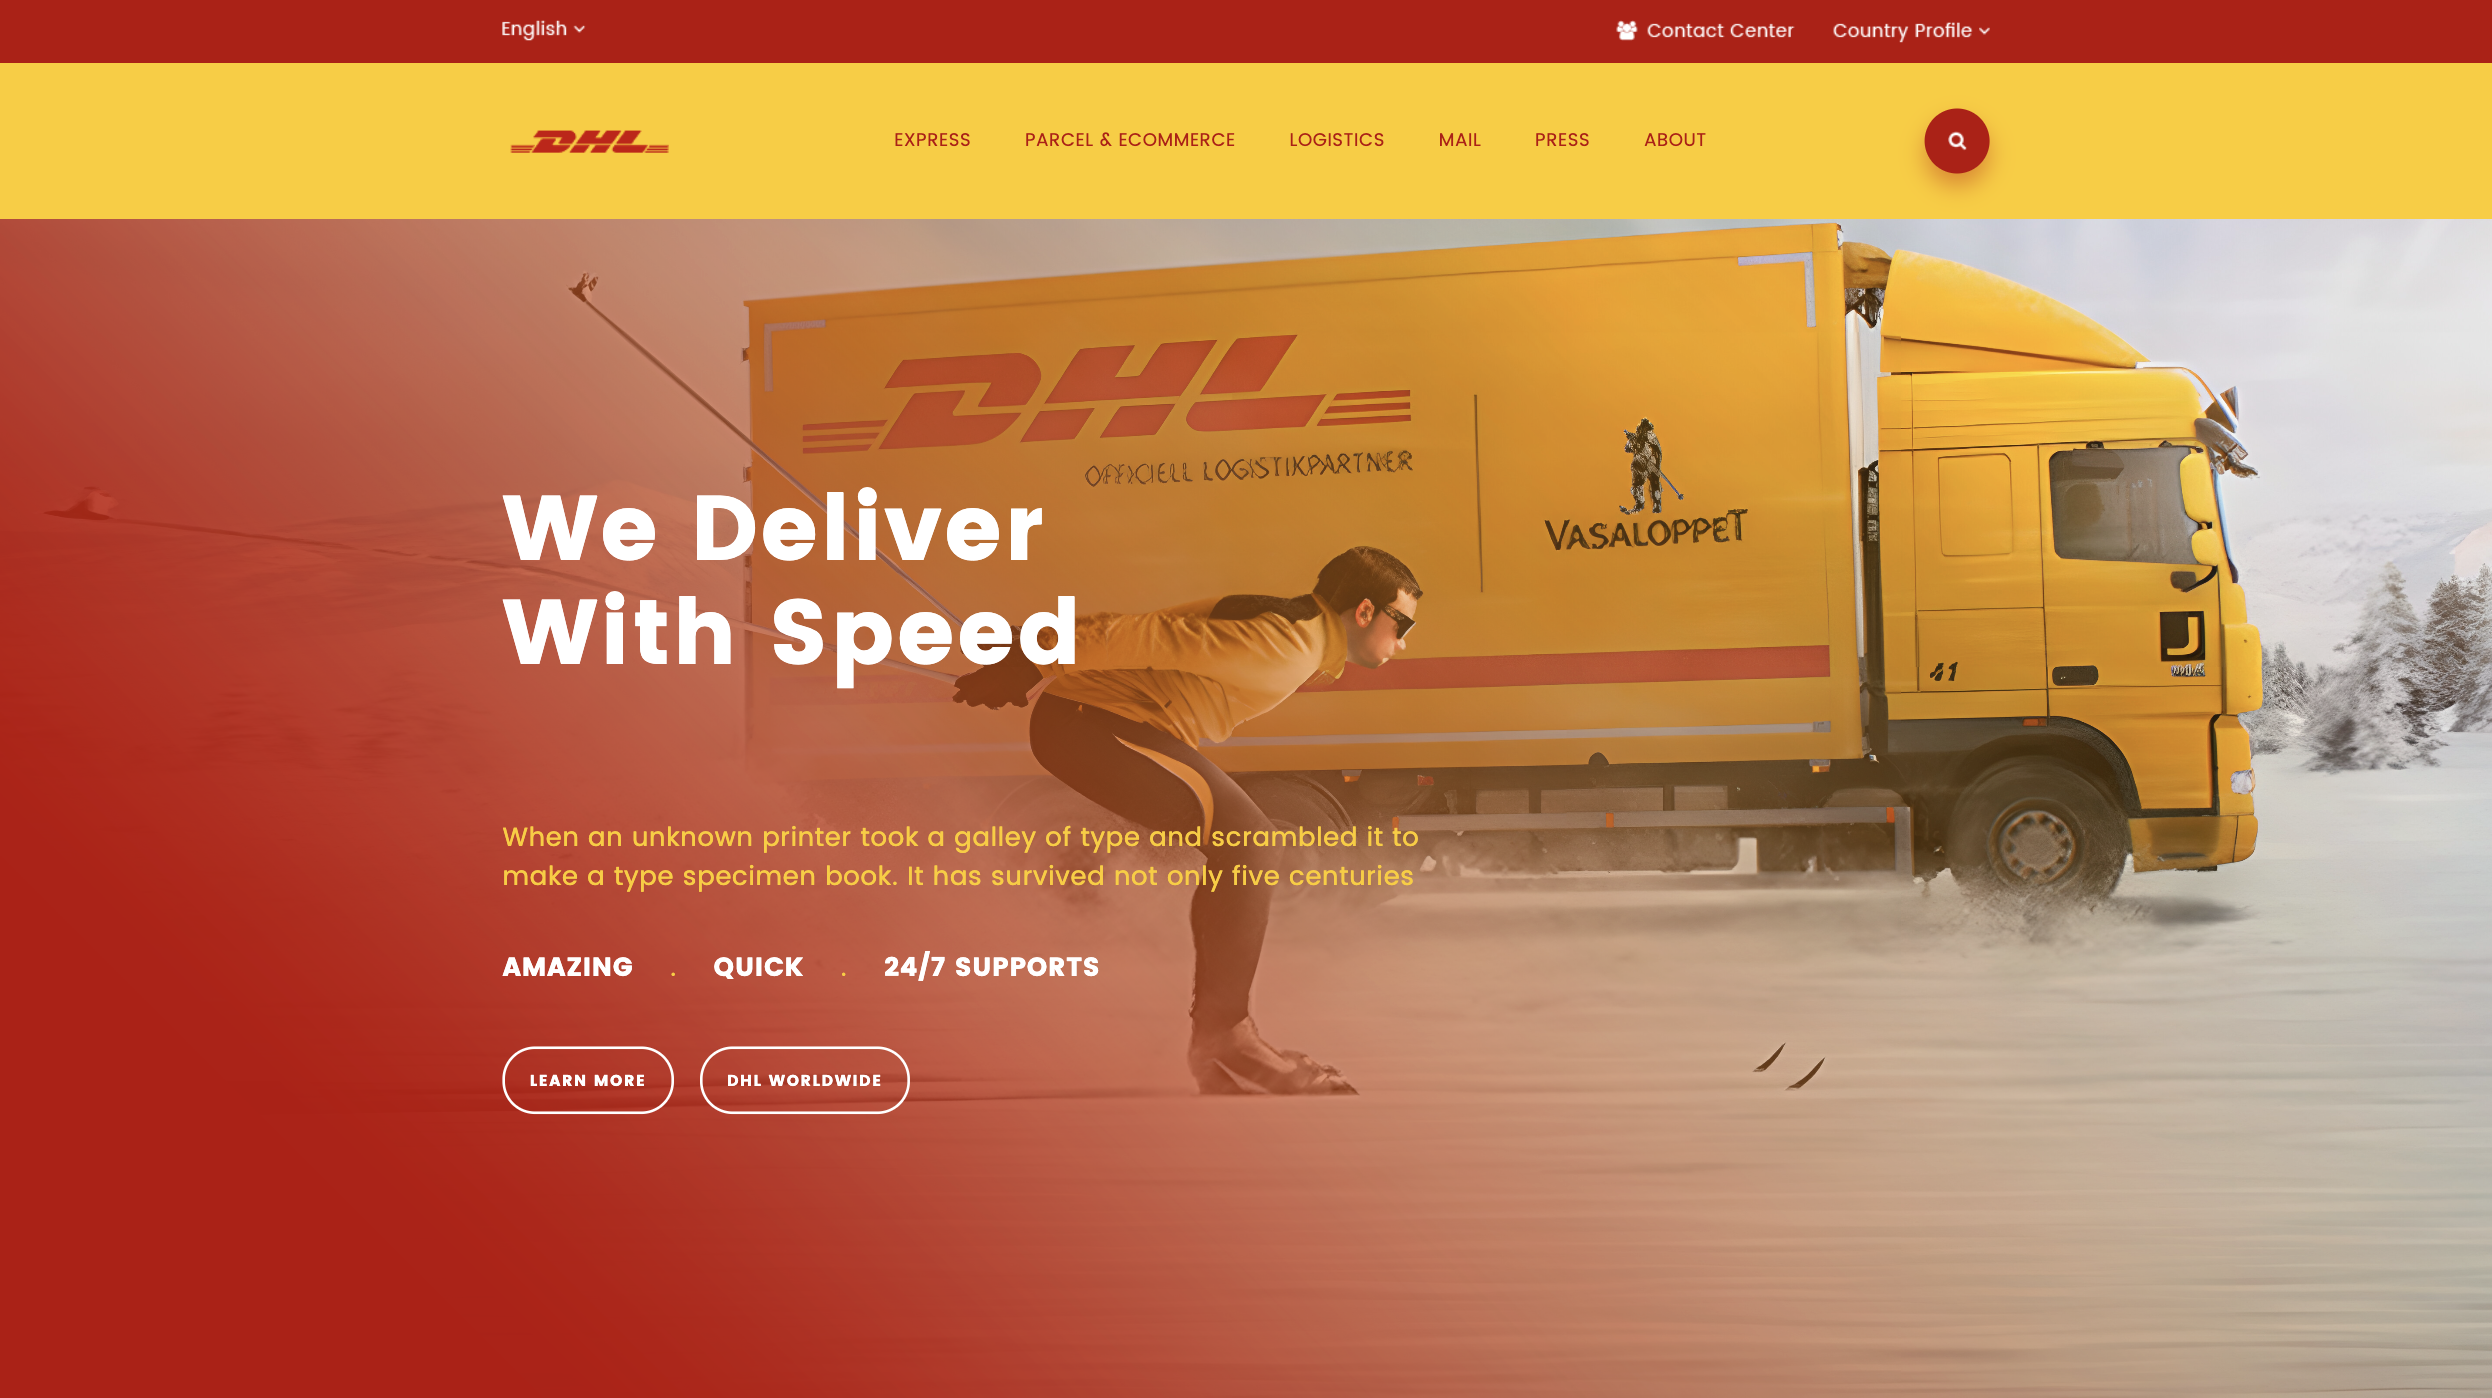 English
Contact Center
Country Profile
DHL
EXPRESS
PARCEL & ECOMMERCE
LOGISTICS
MAIL
PRESS
ABOUT
DHL
OFFICIELL LOGISTIKPARTNER
VASALOPPET
41
We Deliver
With Speed
When an unknown printer took a galley of type and scrambled it to
make a type specimen book. It has survived not only five centuries
AMAZING . QUICK . 24/7 SUPPORTS
LEARN MORE
DHL WORLDWIDE